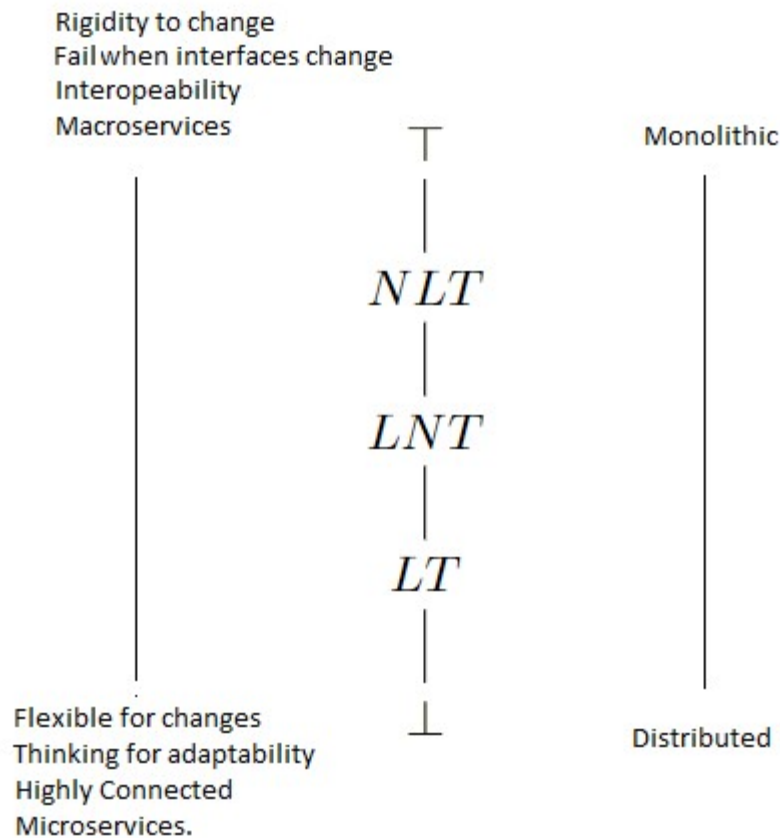 Rigidity to change
Fail when interfaces change
Interopeability
Macroservices
⊤
Monolithic
NLT
LNT
LT
Flexible for changes
Thinking for adaptability
Highly Connected
Microservices.
⊥
Distributed